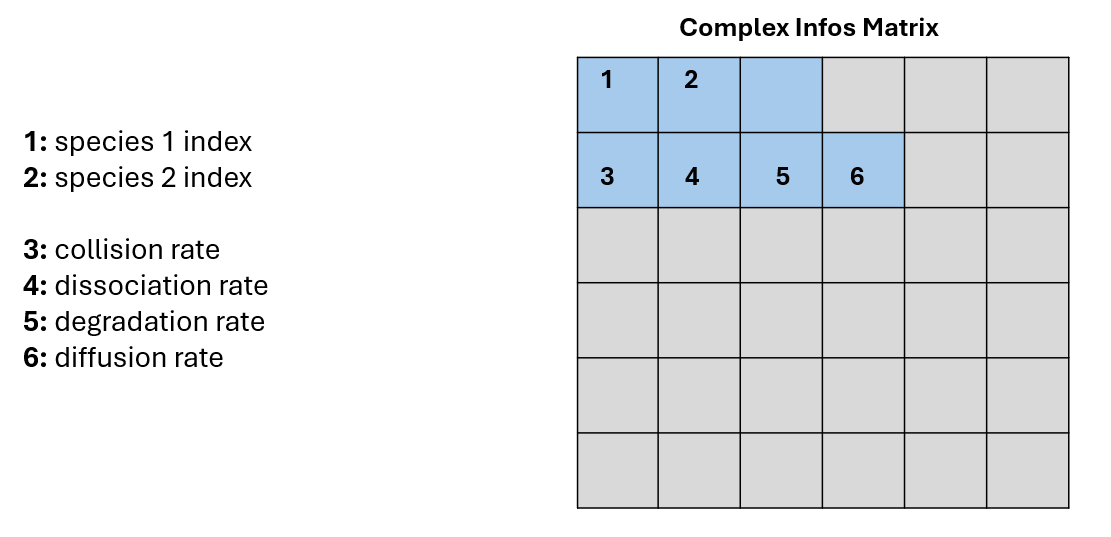 Complex Infos Matrix
1: species 1 index
2: species 2 index
3: collision rate
4: dissociation rate
5: degradation rate
6: diffusion rate
1 2
3 4 5 6